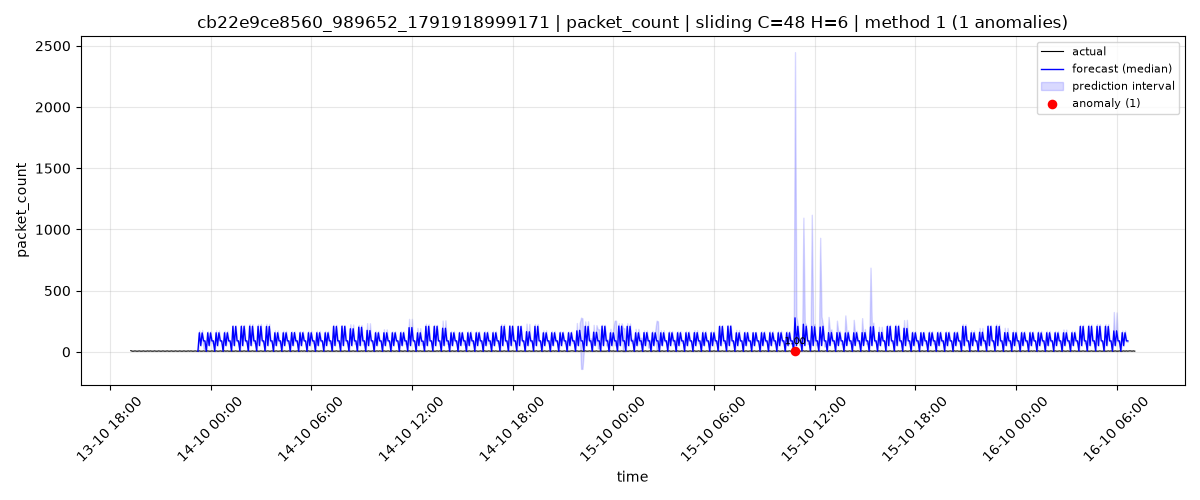 cb22e9ce8560_989652_1791918999171 | packet_count | sliding C=48 H=6 | method 1 (1 anomalies)
actual
forecast (median)
prediction interval
anomaly (1)
packet_count
2500
2000
1500
1000
500
0
13-10 18:00
14-10 00:00
14-10 06:00
14-10 12:00
14-10 18:00
15-10 00:00
15-10 06:00
15-10 12:00
15-10 18:00
16-10 00:00
16-10 06:00
time